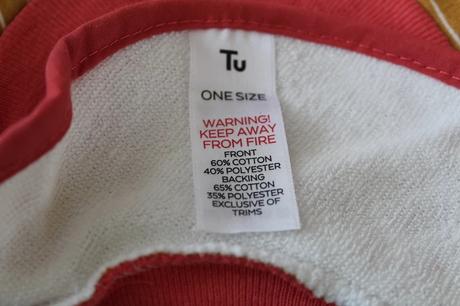 Tu
ONE SIZE
WARNING!
KEEP AWAY
FROM FIRE
FRONT
60% COTTON
40% POLYESTER
BACKING
65% COTTON
35% POLYESTER
EXCLUSIVE OF
TRIMS